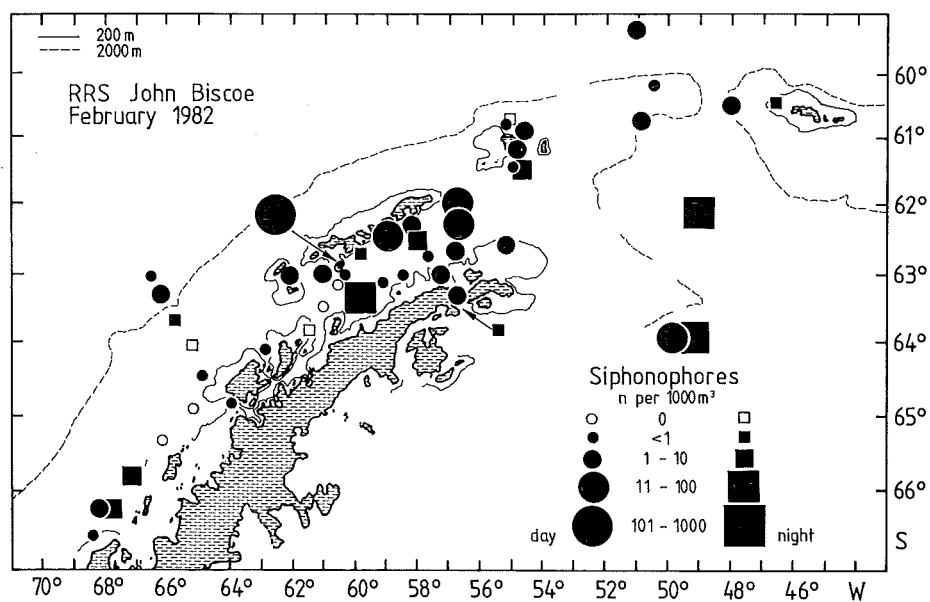 200 m
2000 m
RRS John Biscoe
February 1982
60°
61°
62°
63°
64°
65°
66°
S
Siphonophores
n per 1000 m³
0
<1
1 - 10
11 - 100
day 101 - 1000 night
70° 68° 66° 64° 62° 60° 58° 56° 54° 52° 50° 48° 46° W